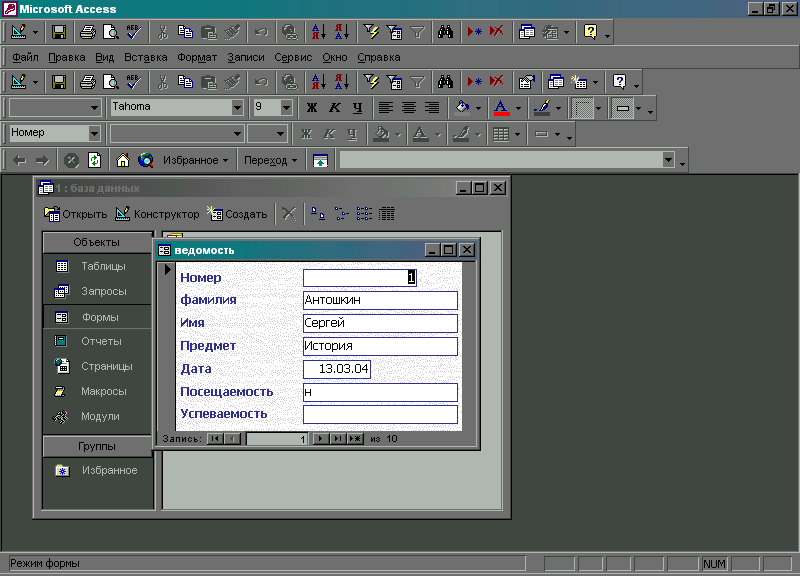 Microsoft Access
Файл Правка Вид Вставка Формат Записи Сервис Окно Справка
Tahoma 9 Ж К Ч
Номер Ж К Ч
Избранное Переход
1 : база данных
Открыть Конструктор Создать
Объекты
Таблицы
Запросы
Формы
Отчеты
Страницы
Макросы
Модули
Группы
Избранное
ведомость
Номер 1
фамилия Антошкин
Имя Сергей
Предмет История
Дата 13.03.04
Посещаемость н
Успеваемость
Запись: 1 из 10
Режим формы NUM